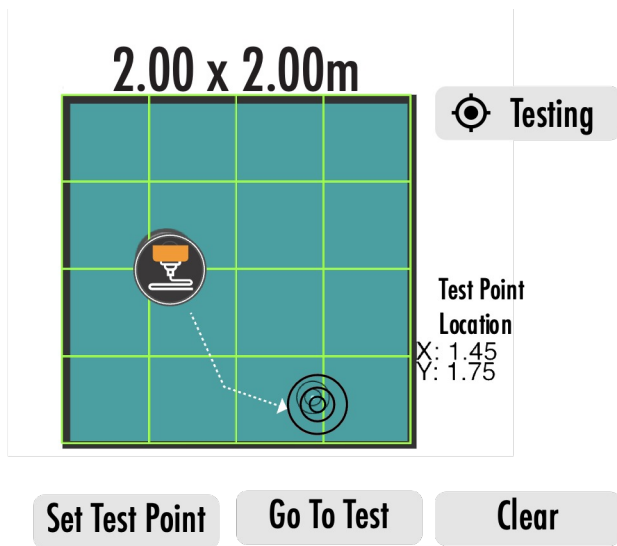 2.00 x 2.00m
Testing
Test Point
Location
X: 1.45
Y: 1.75
Set Test Point
Go To Test
Clear